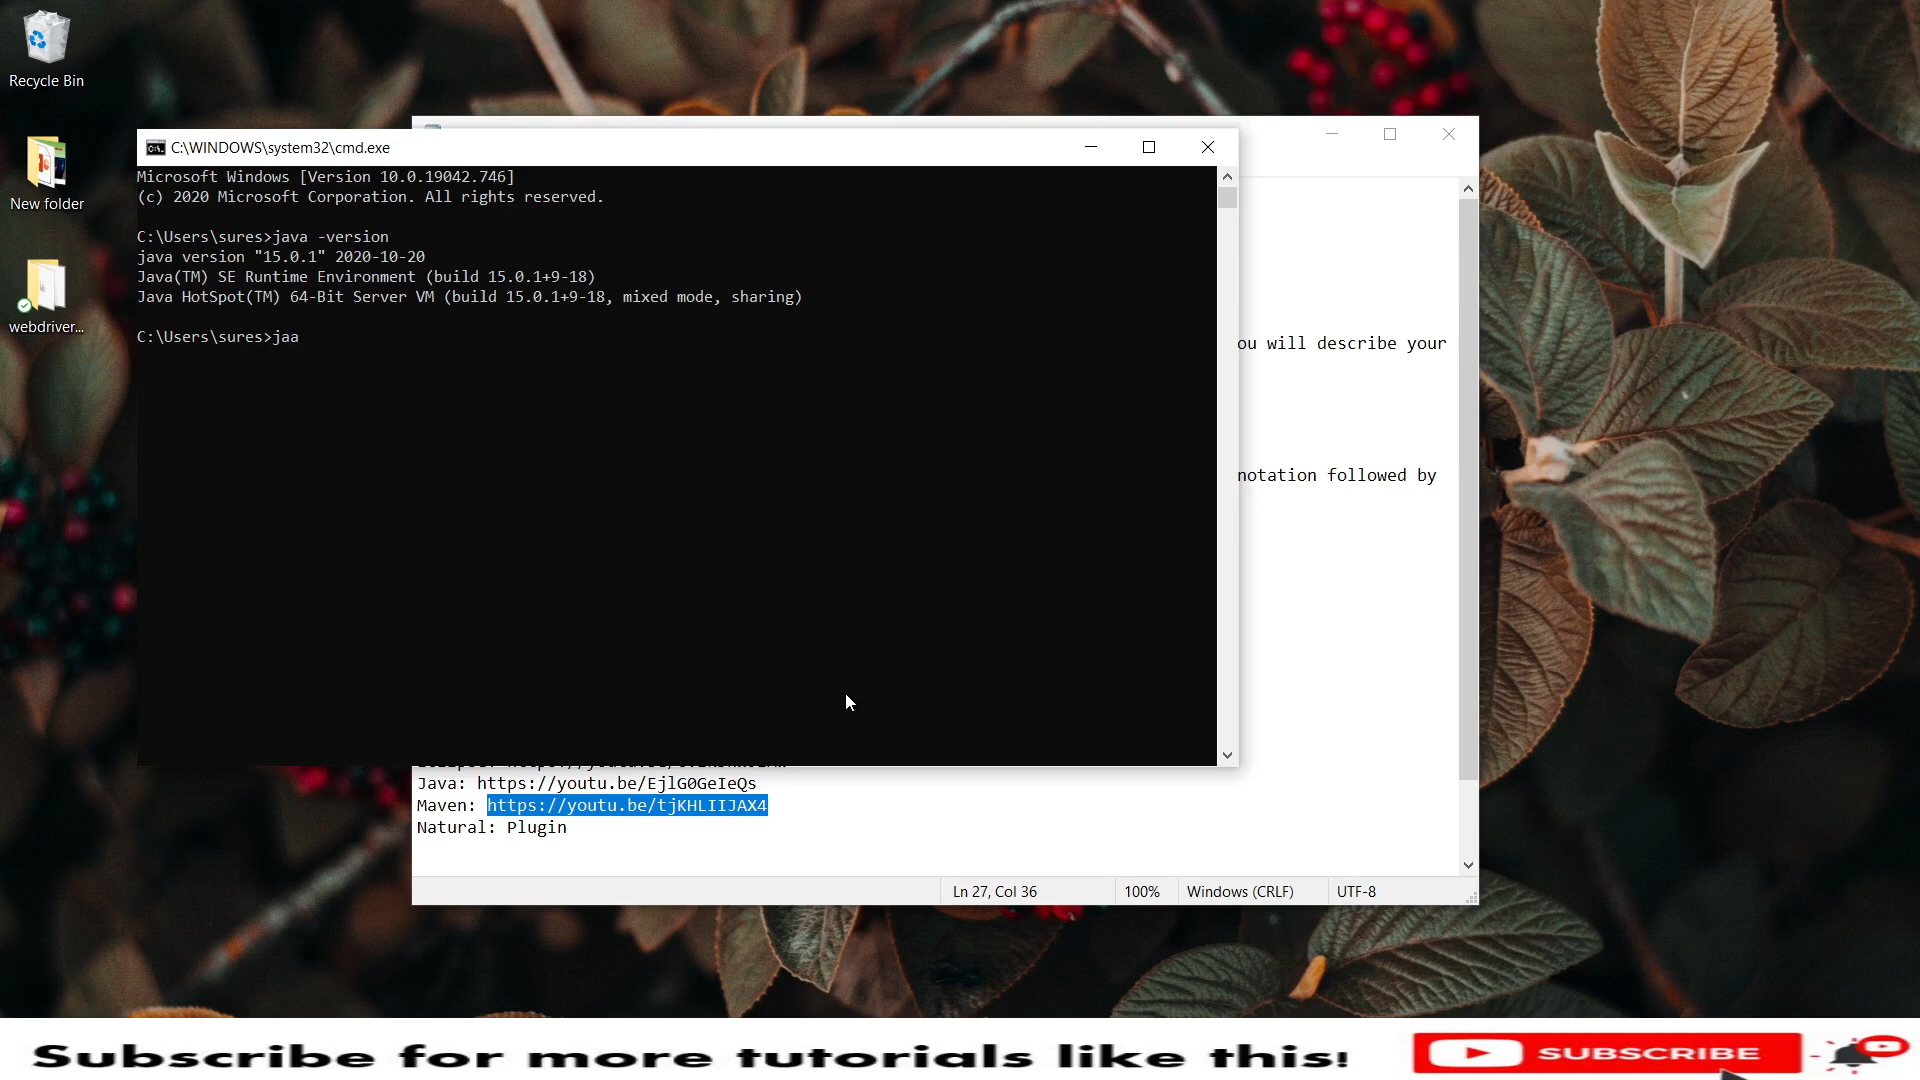 Recycle Bin
New folder
webdriver...
C:\WINDOWS\system32\cmd.exe
Microsoft Windows [Version 10.0.19042.746]
(c) 2020 Microsoft Corporation. All rights reserved.
C:\Users\sures>java -version
java version "15.0.1" 2020-10-20
Java(TM) SE Runtime Environment (build 15.0.1+9-18)
Java HotSpot(TM) 64-Bit Server VM (build 15.0.1+9-18, mixed mode, sharing)
C:\Users\sures>jaa
ou will describe your
notation followed by
Java: https://youtu.be/EjlG0GeIeQs
Maven: https://youtu.be/tjKHLIIJAX4
Natural: Plugin
Ln 27, Col 36
100%
Windows (CRLF)
UTF-8
Subscribe for more tutorials like this!
SUBSCRIBE